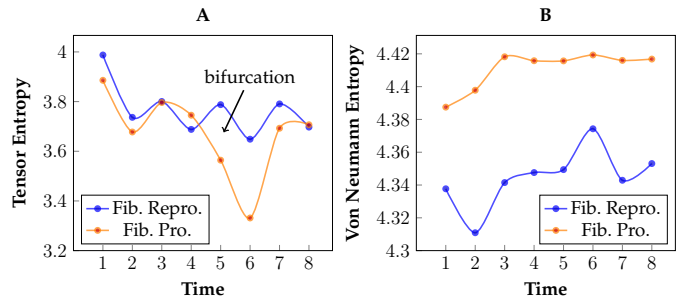 A
Tensor Entropy
4
3.8
3.6
3.4
3.2
bifurcation
Fib. Repro.
Fib. Pro.
1 2 3 4 5 6 7 8
Time
B
Von Neumann Entropy
4.42
4.4
4.38
4.36
4.34
4.32
4.3
Fib. Repro.
Fib. Pro.
1 2 3 4 5 6 7 8
Time